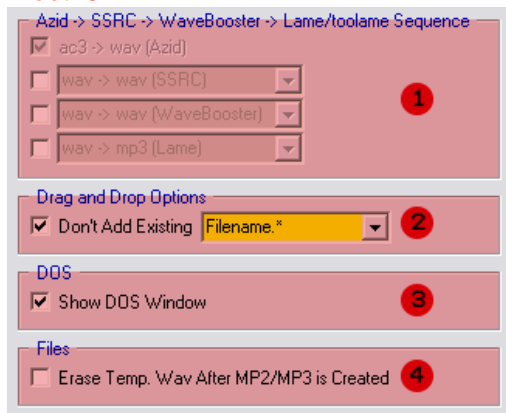 Azid -> SSRC -> WaveBooster -> Lame/toolame Sequence
ac3 -> wav (Azid)
wav -> wav (SSRC)
1
wav -> wav (WaveBooster)
wav -> mp3 (Lame)
Drag and Drop Options
Don't Add Existing Filename.* 2
DOS
Show DOS Window 3
Files
Erase Temp. Wav After MP2/MP3 is Created 4